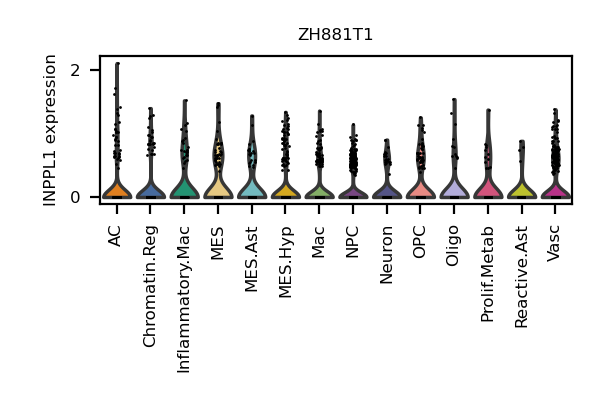 ZH881T1
INPPL1 expression
2
0
AC
Chromatin.Reg
Inflammatory.Mac
MES
MES.Ast
MES.Hyp
Mac
NPC
Neuron
OPC
Oligo
Prolif.Metab
Reactive.Ast
Vasc